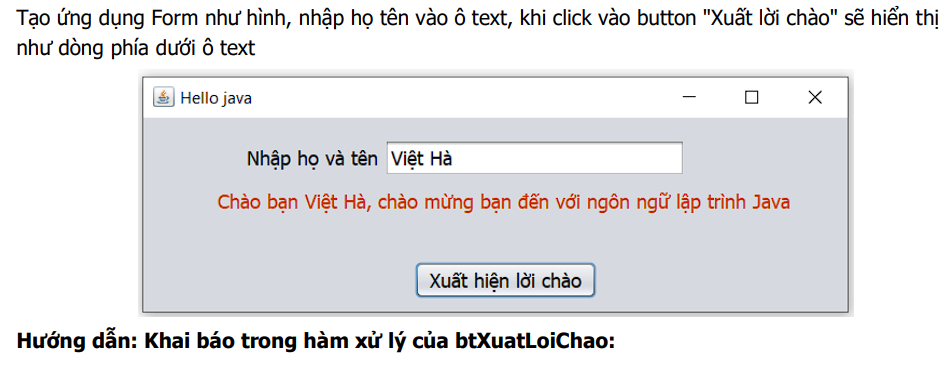 Tạo ứng dụng Form như hình, nhập họ tên vào ô text, khi click vào button "Xuất lời chào" sẽ hiển thị
như dòng phía dưới ô text
Hello java
Nhập họ và tên Việt Hà
Chào bạn Việt Hà, chào mừng bạn đến với ngôn ngữ lập trình Java
Xuất hiện lời chào
Hướng dẫn: Khai báo trong hàm xử lý của btXuatLoiChao: